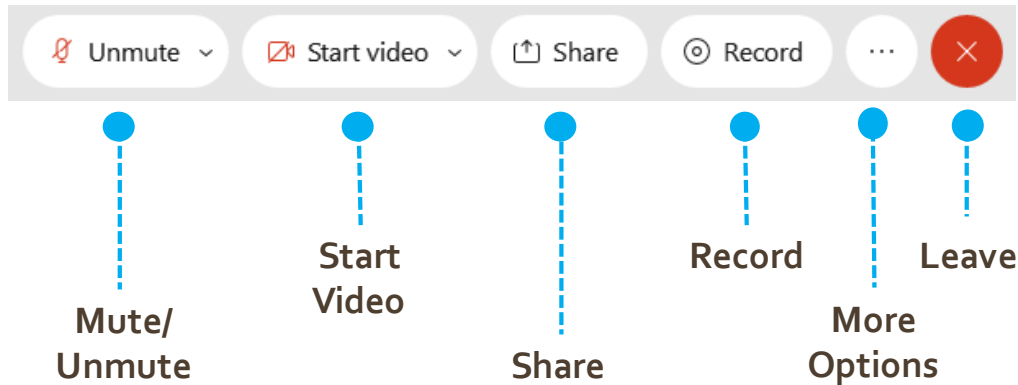 Unmute
Start video
Share
Record
Start
Video
Record
Leave
Mute/
Unmute
More
Options
Share